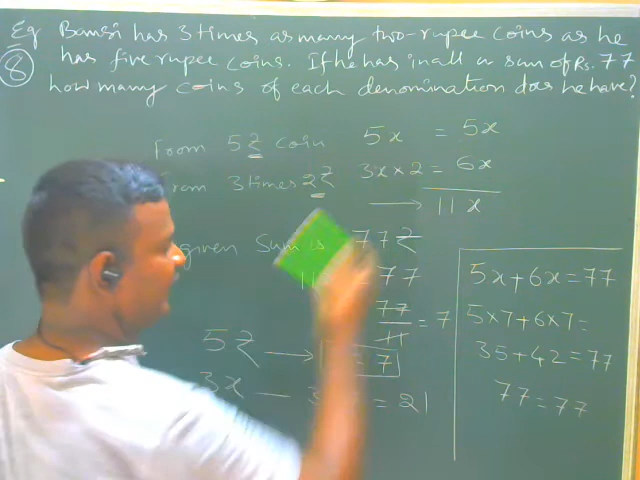 Eg Bansi has 3 times as many two-rupee coins as he
⑧ has five rupee coins. If he has in all a sum of Rs. 77
how many coins of each denomination does he have?
From 5₹ coin 5x = 5x
From 3 times 2₹ 3x×2 = 6x
→ 11x
given Sum is 77₹
77
77/11 = 7
5₹ → 7
3x — = 21
5x+6x=77
5×7+6×7=
35+42=77
77=77